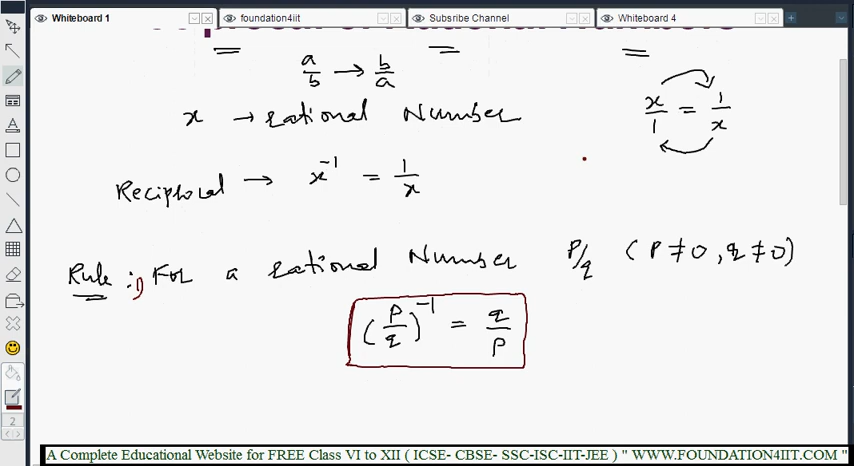 Whiteboard 1
foundation4iit
Subsribe Channel
Whiteboard 4
a/b → b/a
x → rational Number
x/1 = 1/x
Reciprocal → x⁻¹ = 1/x
Rule :1) For a rational Number P/q (P ≠ 0, q ≠ 0)
(P/q)⁻¹ = q/P
2
A Complete Educational Website for FREE Class VI to XII ( ICSE- CBSE- SSC-ISC-IIT-JEE ) " WWW.FOUNDATION4IIT.COM "